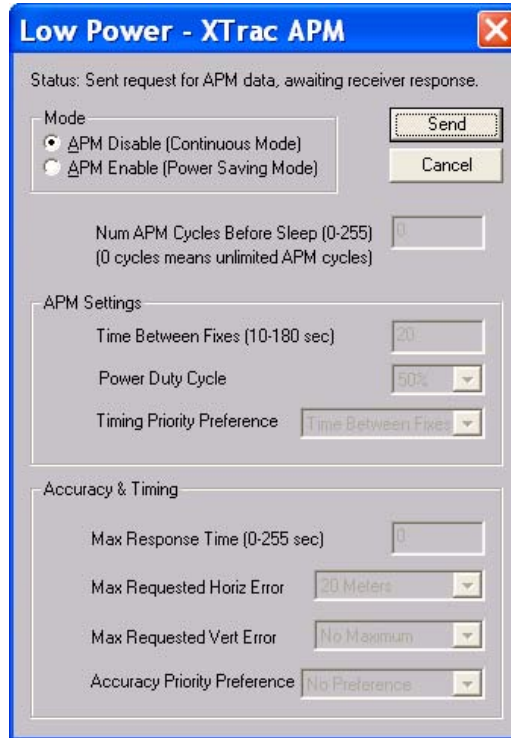 Low Power - XTrac APM
Status: Sent request for APM data, awaiting receiver response.
Mode
APM Disable (Continuous Mode)
APM Enable (Power Saving Mode)
Send
Cancel
Num APM Cycles Before Sleep (0-255) 0
(0 cycles means unlimited APM cycles)
APM Settings
Time Between Fixes (10-180 sec) 20
Power Duty Cycle 50%
Timing Priority Preference Time Between Fixes
Accuracy & Timing
Max Response Time (0-255 sec) 0
Max Requested Horiz Error 20 Meters
Max Requested Vert Error No Maximum
Accuracy Priority Preference No Preference